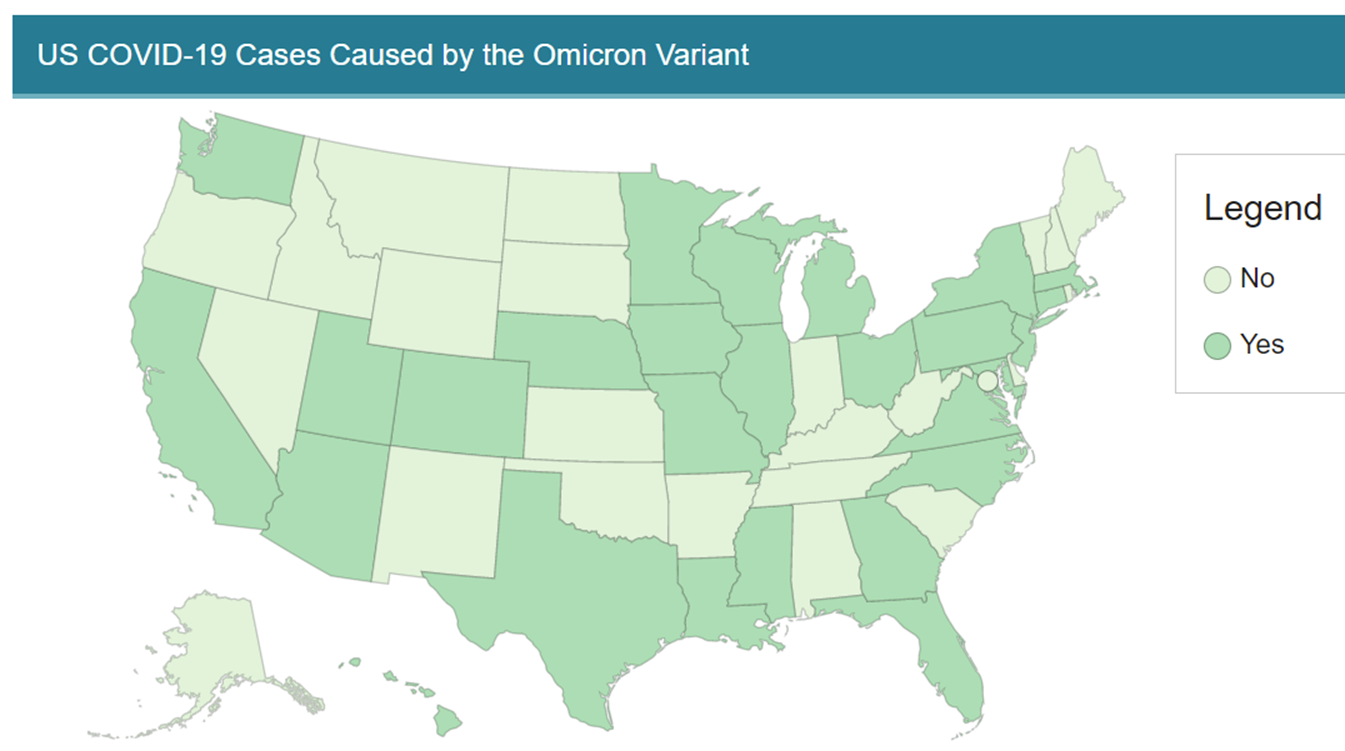 US COVID-19 Cases Caused by the Omicron Variant
Legend
No
Yes